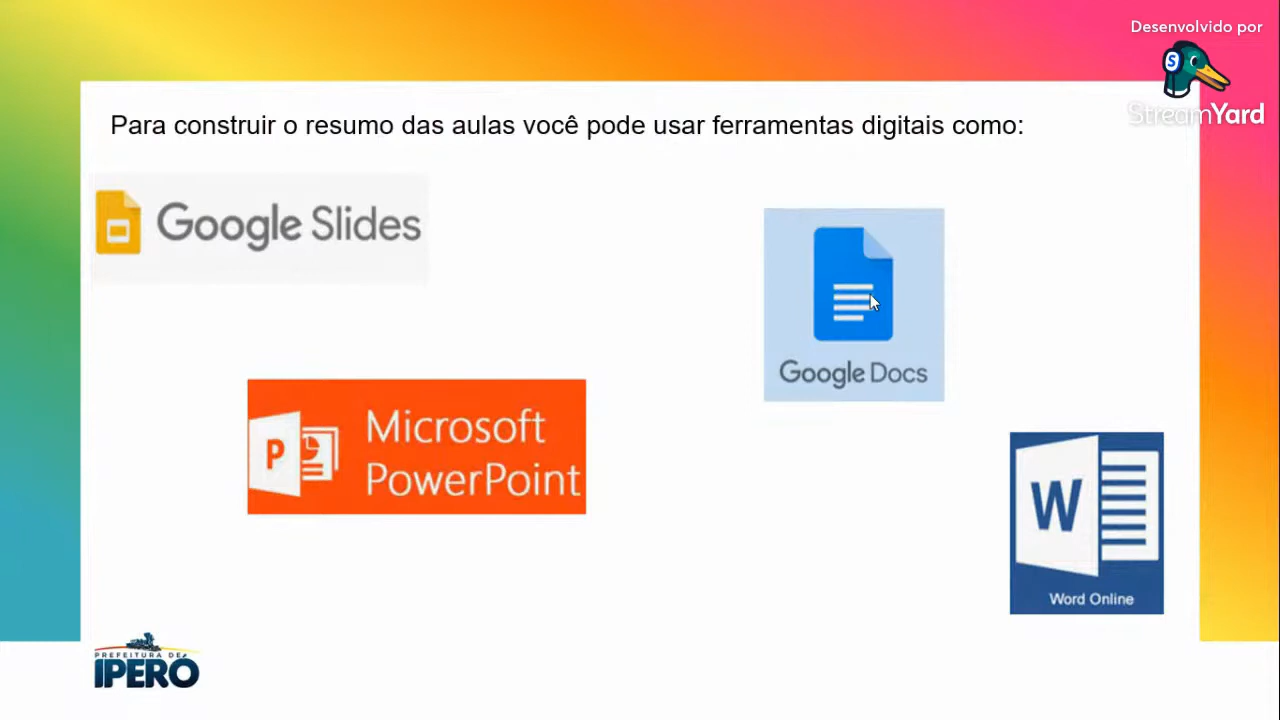 Desenvolvido por
S
StreamYard
Para construir o resumo das aulas você pode usar ferramentas digitais como:
Google Slides
Google Docs
P
Microsoft
PowerPoint
W
Word Online
PREFEITURA DE
IPERÓ